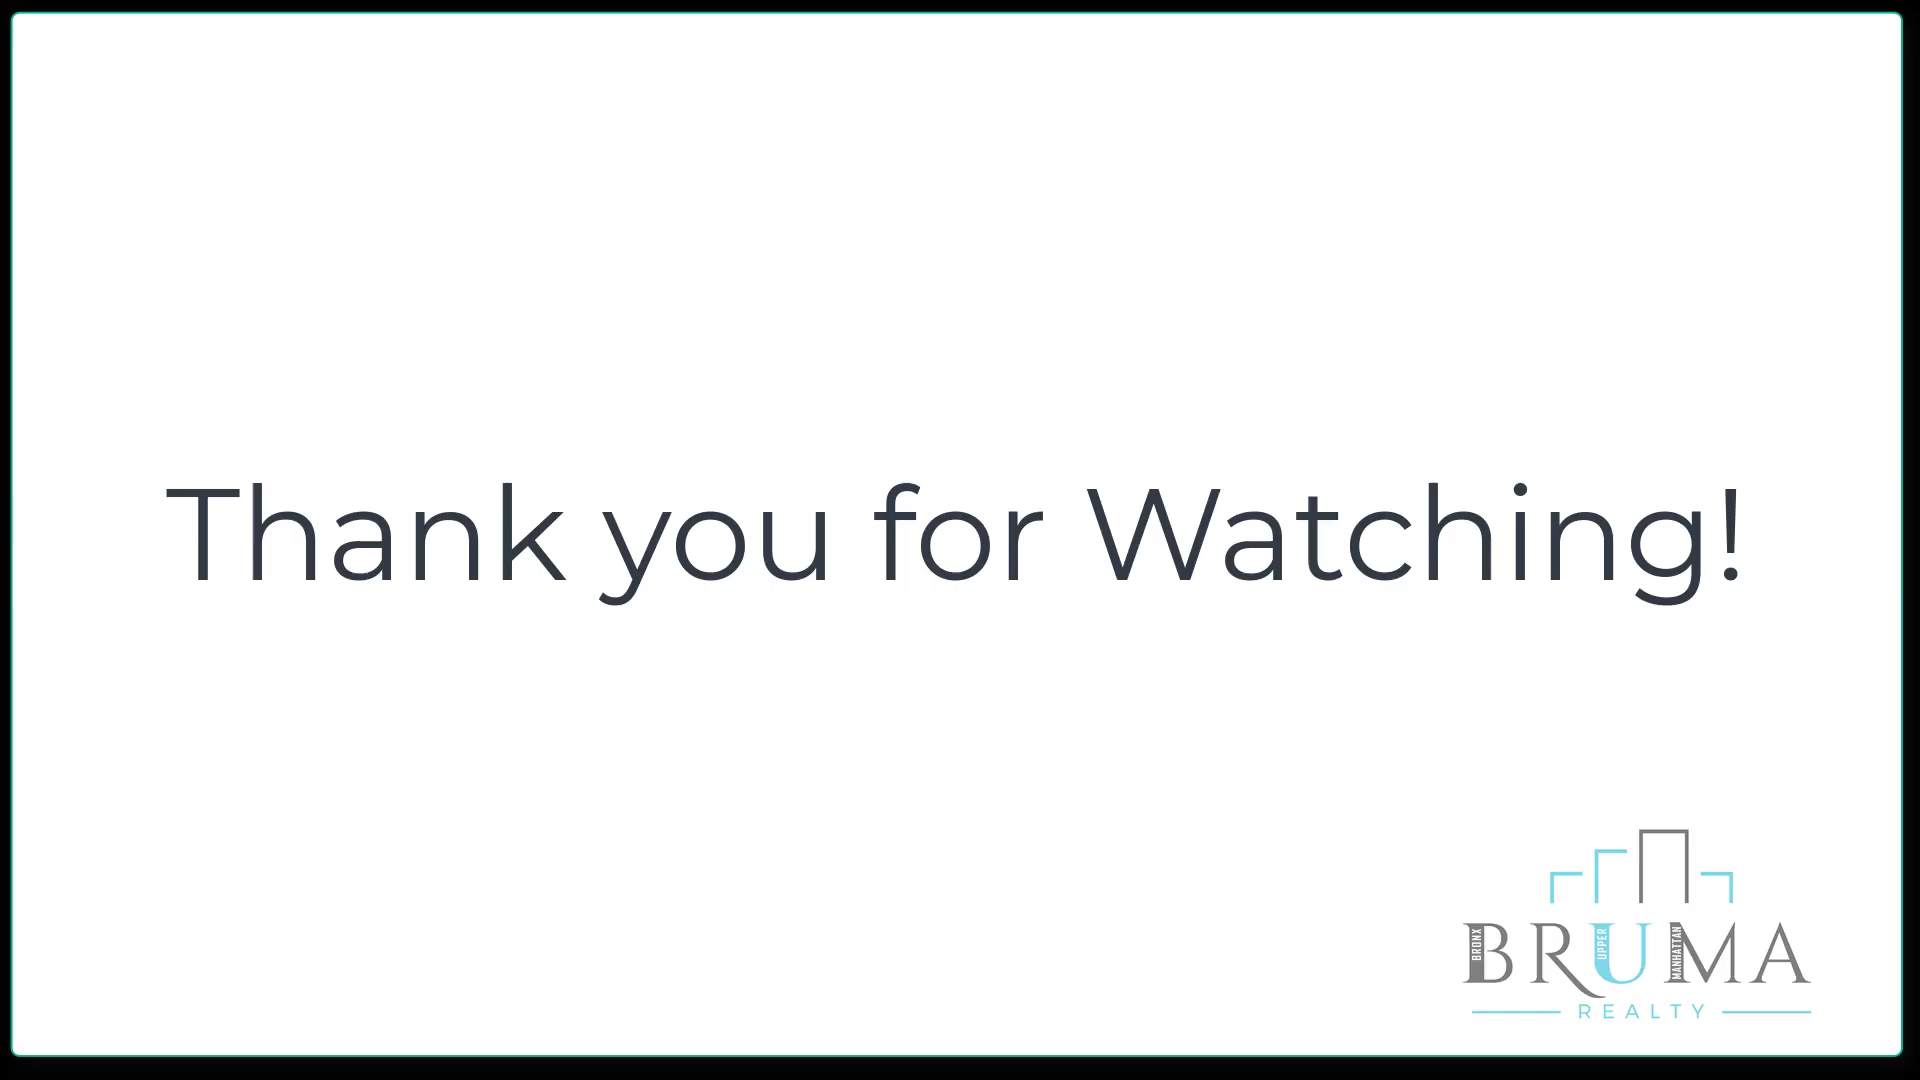 Thank you for Watching!
BRUMA
BRONX
UPPER
MANHATTAN
REALTY